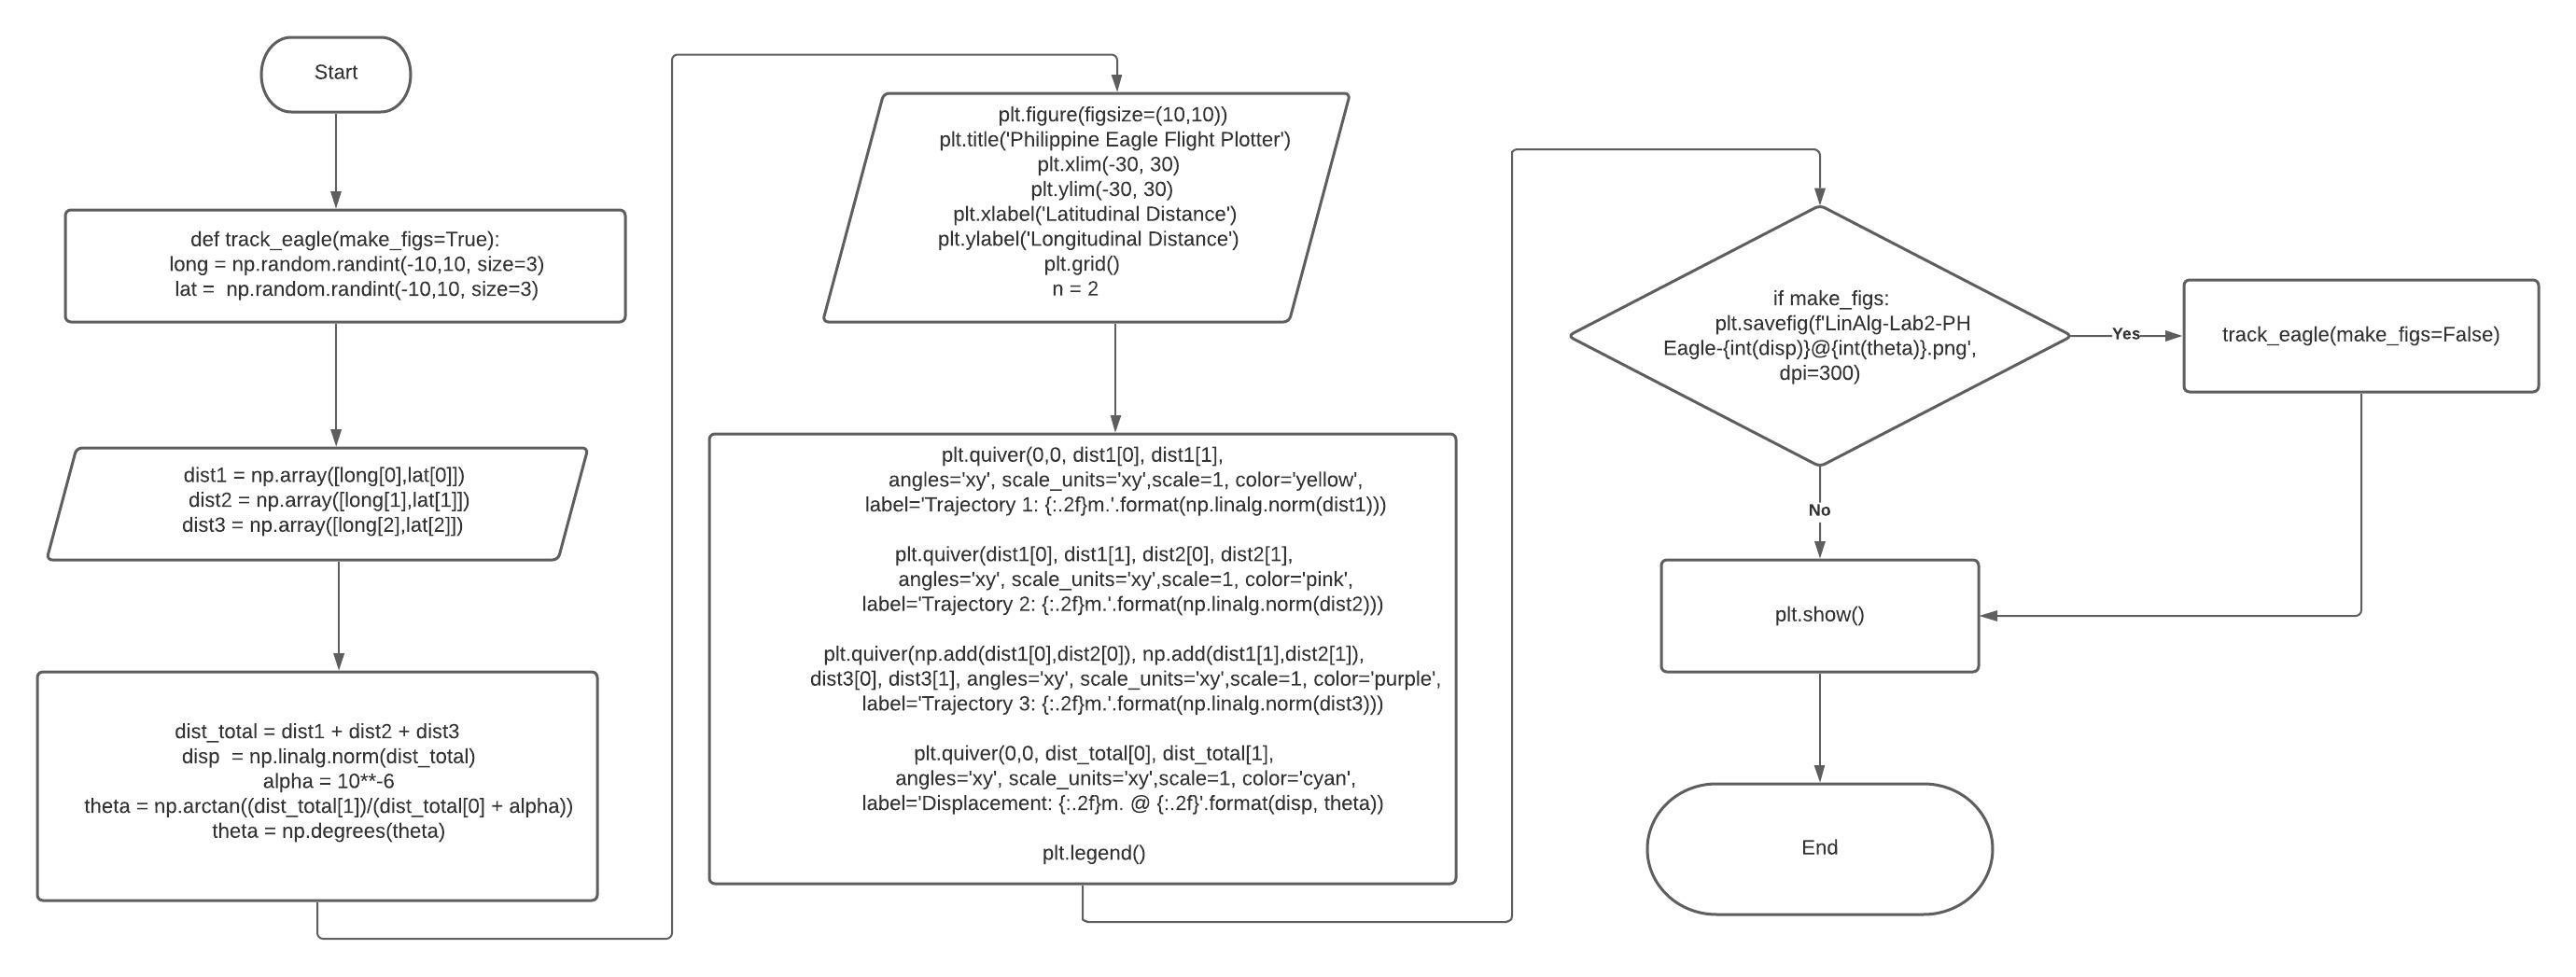 Start
def track_eagle(make_figs=True):
long = np.random.randint(-10,10, size=3)
lat =  np.random.randint(-10,10, size=3)
dist1 = np.array([long[0],lat[0]])
dist2 = np.array([long[1],lat[1]])
dist3 = np.array([long[2],lat[2]])
dist_total = dist1 + dist2 + dist3
disp  = np.linalg.norm(dist_total)
alpha = 10**-6
theta = np.arctan((dist_total[1])/(dist_total[0] + alpha))
theta = np.degrees(theta)
plt.figure(figsize=(10,10))
plt.title('Philippine Eagle Flight Plotter')
plt.xlim(-30, 30)
plt.ylim(-30, 30)
plt.xlabel('Latitudinal Distance')
plt.ylabel('Longitudinal Distance')
plt.grid()
n = 2
plt.quiver(0,0, dist1[0], dist1[1],
angles='xy', scale_units='xy',scale=1, color='yellow',
label='Trajectory 1: {:.2f}m.'.format(np.linalg.norm(dist1)))
plt.quiver(dist1[0], dist1[1], dist2[0], dist2[1],
angles='xy', scale_units='xy',scale=1, color='pink',
label='Trajectory 2: {:.2f}m.'.format(np.linalg.norm(dist2)))
plt.quiver(np.add(dist1[0],dist2[0]), np.add(dist1[1],dist2[1]),
dist3[0], dist3[1], angles='xy', scale_units='xy',scale=1, color='purple',
label='Trajectory 3: {:.2f}m.'.format(np.linalg.norm(dist3)))
plt.quiver(0,0, dist_total[0], dist_total[1],
angles='xy', scale_units='xy',scale=1, color='cyan',
label='Displacement: {:.2f}m. @ {:.2f}'.format(disp, theta))
plt.legend()
if make_figs:
plt.savefig(f'LinAlg-Lab2-PH
Eagle-{int(disp)}@{int(theta)}.png',
dpi=300)
Yes
track_eagle(make_figs=False)
No
plt.show()
End